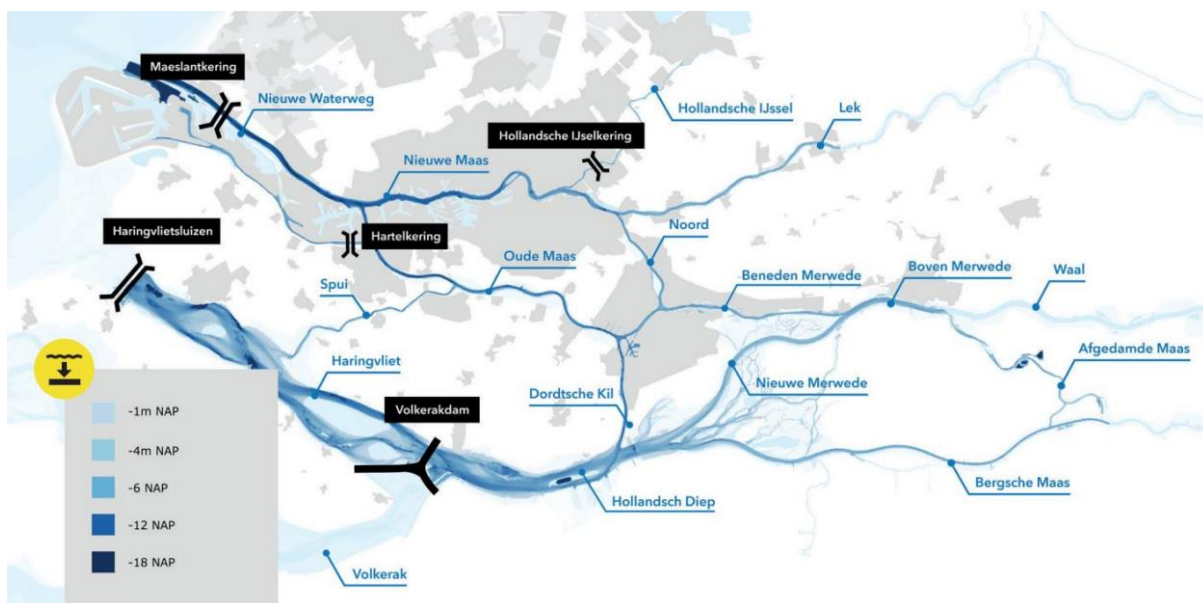 Maeslantkering
Nieuwe Waterweg
Hollandsche IJssel
Lek
Hollandsche IJselkering
Nieuwe Maas
Haringvlietsluizen
Hartelkering
Noord
Oude Maas
Beneden Merwede
Boven Merwede
Waal
Spui
Afgedamde Maas
Haringvliet
Nieuwe Merwede
Dordtsche Kil
Volkerakdam
-1m NAP
-4m NAP
-6 NAP
-12 NAP
-18 NAP
Hollandsch Diep
Bergsche Maas
Volkerak